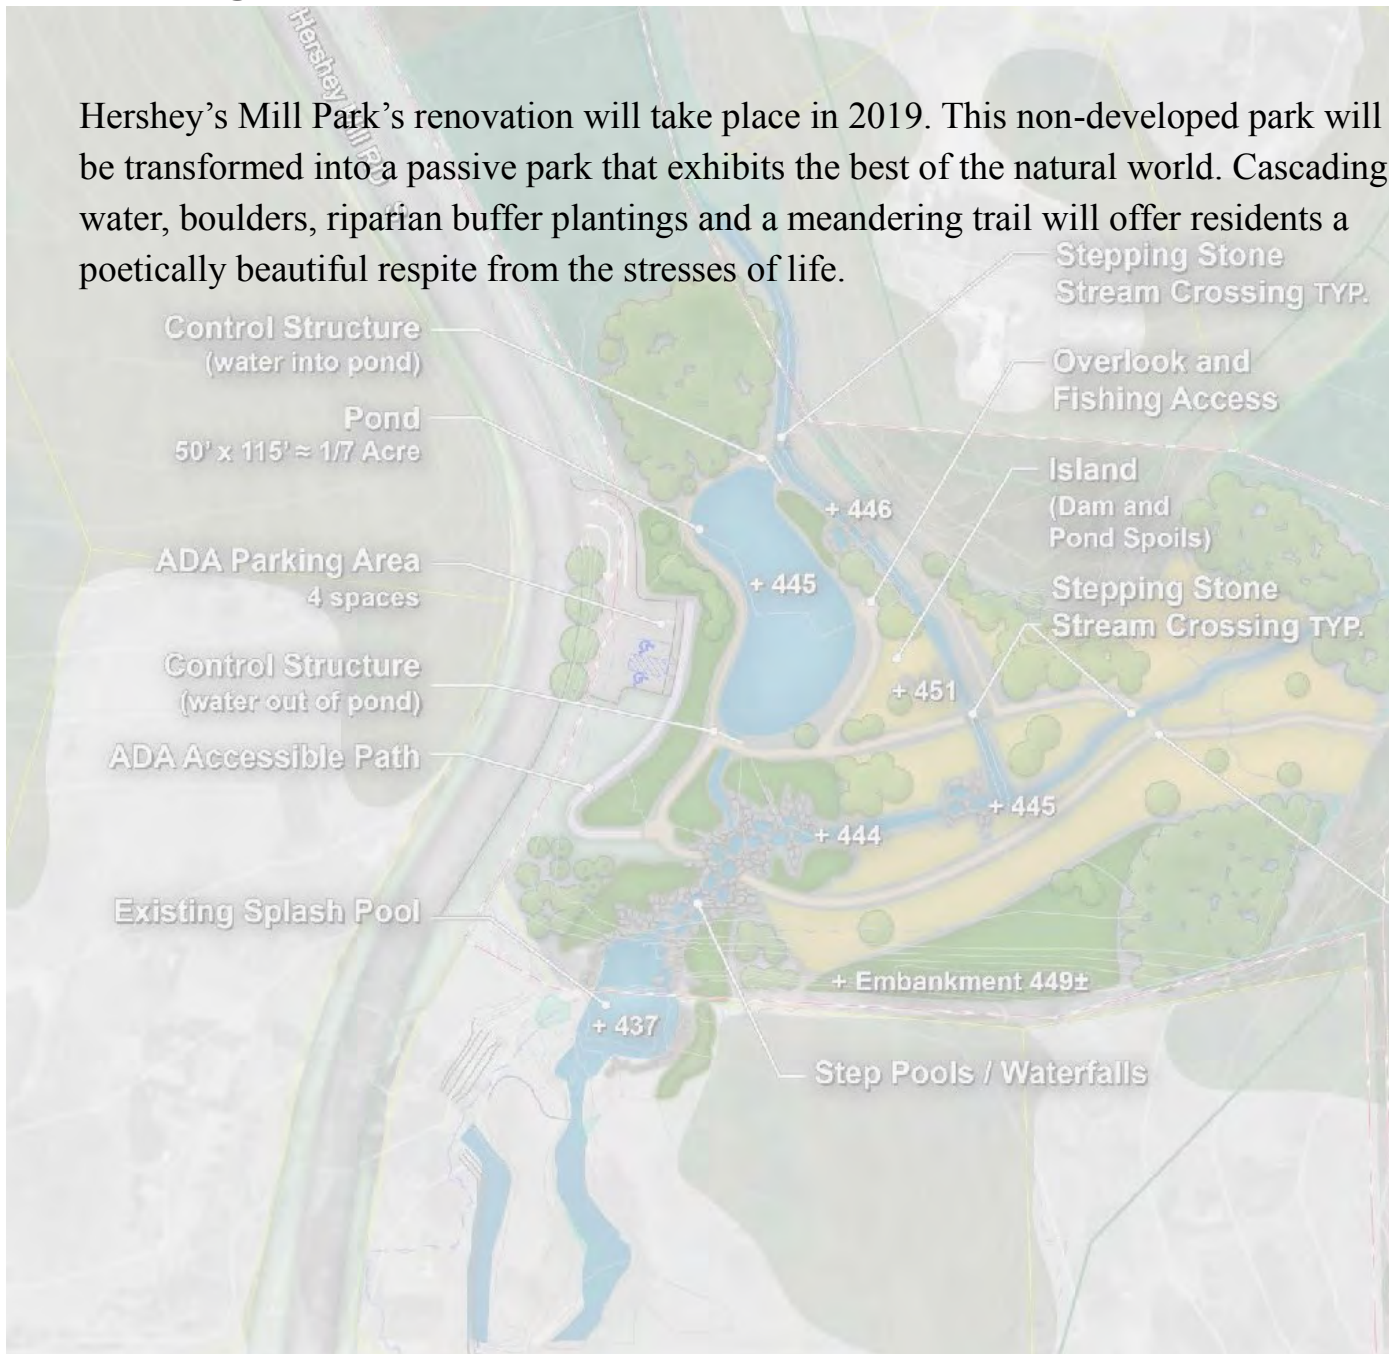 Hershey’s Mill Park’s renovation will take place in 2019. This non-developed park will
be transformed into a passive park that exhibits the best of the natural world. Cascading
water, boulders, riparian buffer plantings and a meandering trail will offer residents a
poetically beautiful respite from the stresses of life.
Hershey Mill Rd S
Stepping Stone
Stream Crossing TYP.
Control Structure
(water into pond)
Overlook and
Fishing Access
Pond
50' x 115' ≈ 1/7 Acre
Island
(Dam and
Pond Spoils)
+ 446
ADA Parking Area
4 spaces
+ 445
Stepping Stone
Stream Crossing TYP.
Control Structure
(water out of pond)
+ 451
ADA Accessible Path
+ 445
+ 444
Existing Splash Pool
+ Embankment 449±
+ 437
Step Pools / Waterfalls